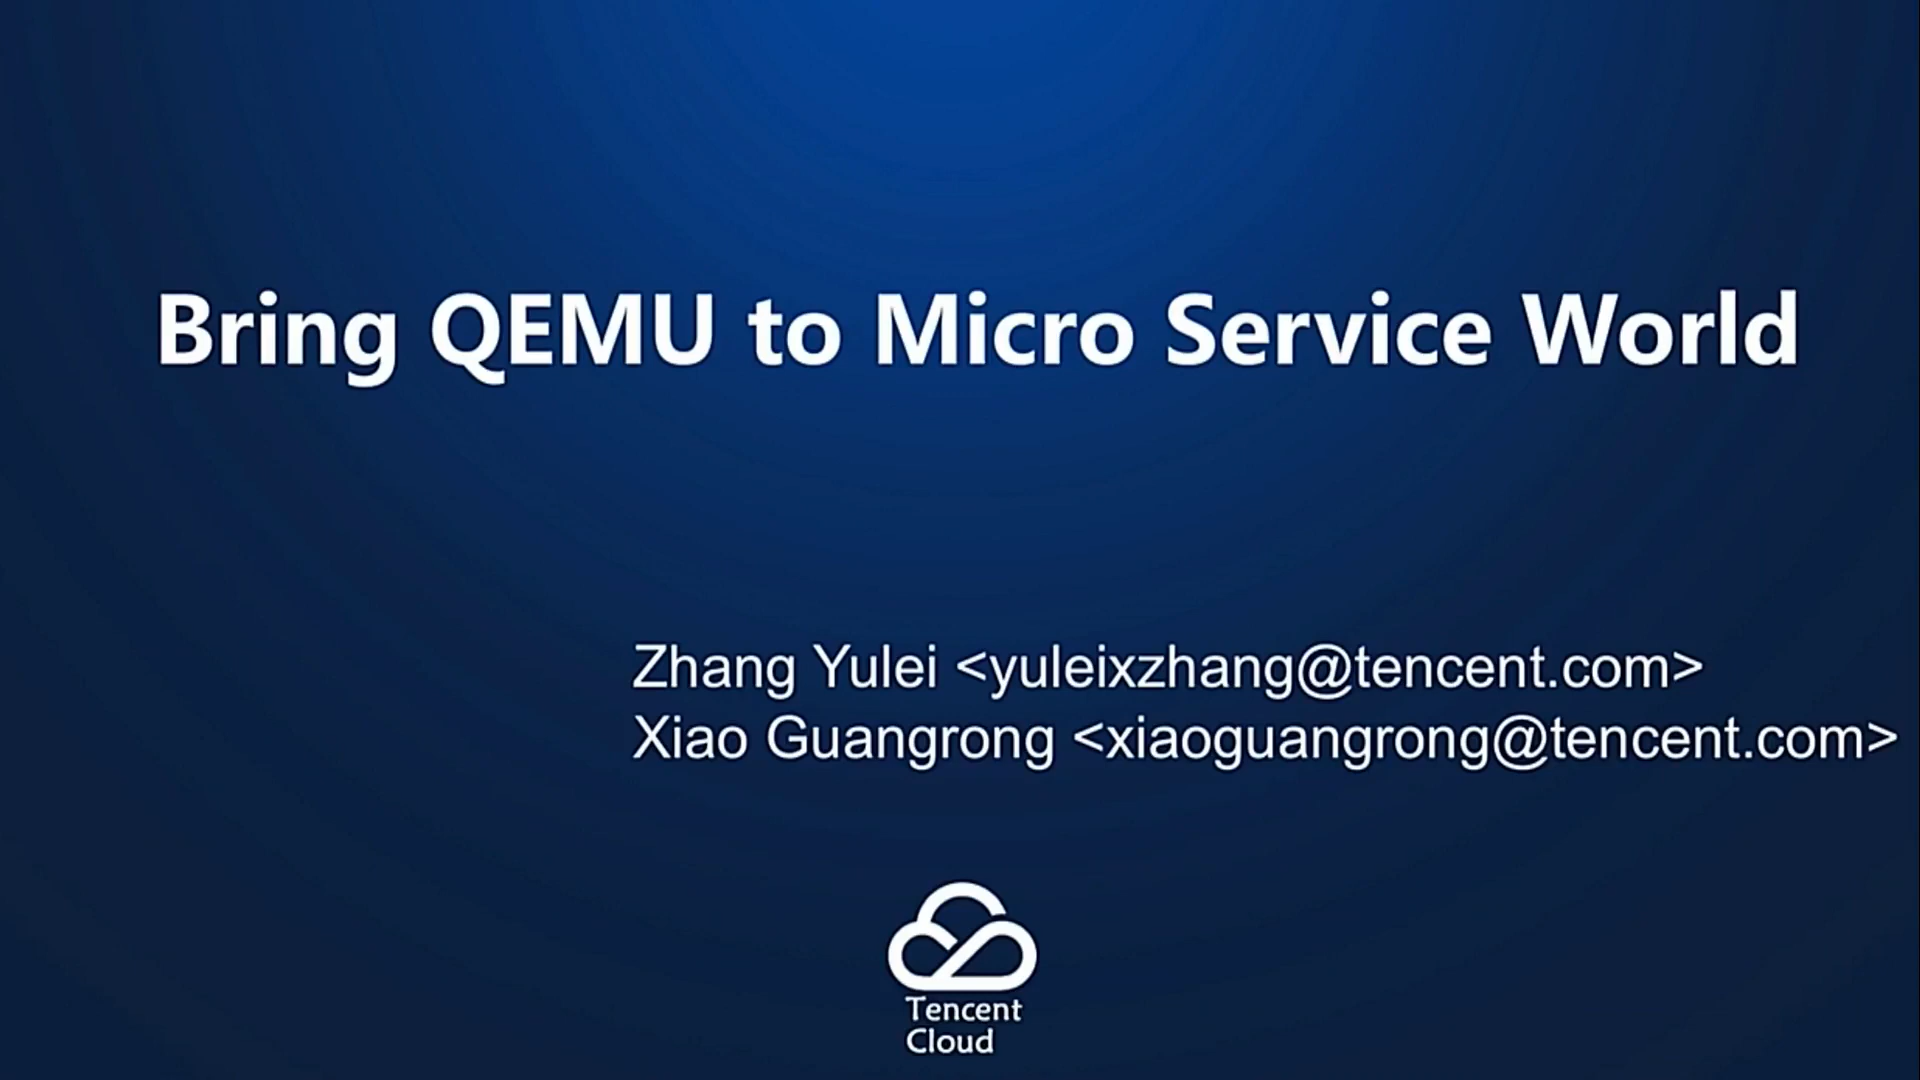 Bring QEMU to Micro Service World
Zhang Yulei <yuleixzhang@tencent.com>
Xiao Guangrong <xiaoguangrong@tencent.com>
Tencent
Cloud